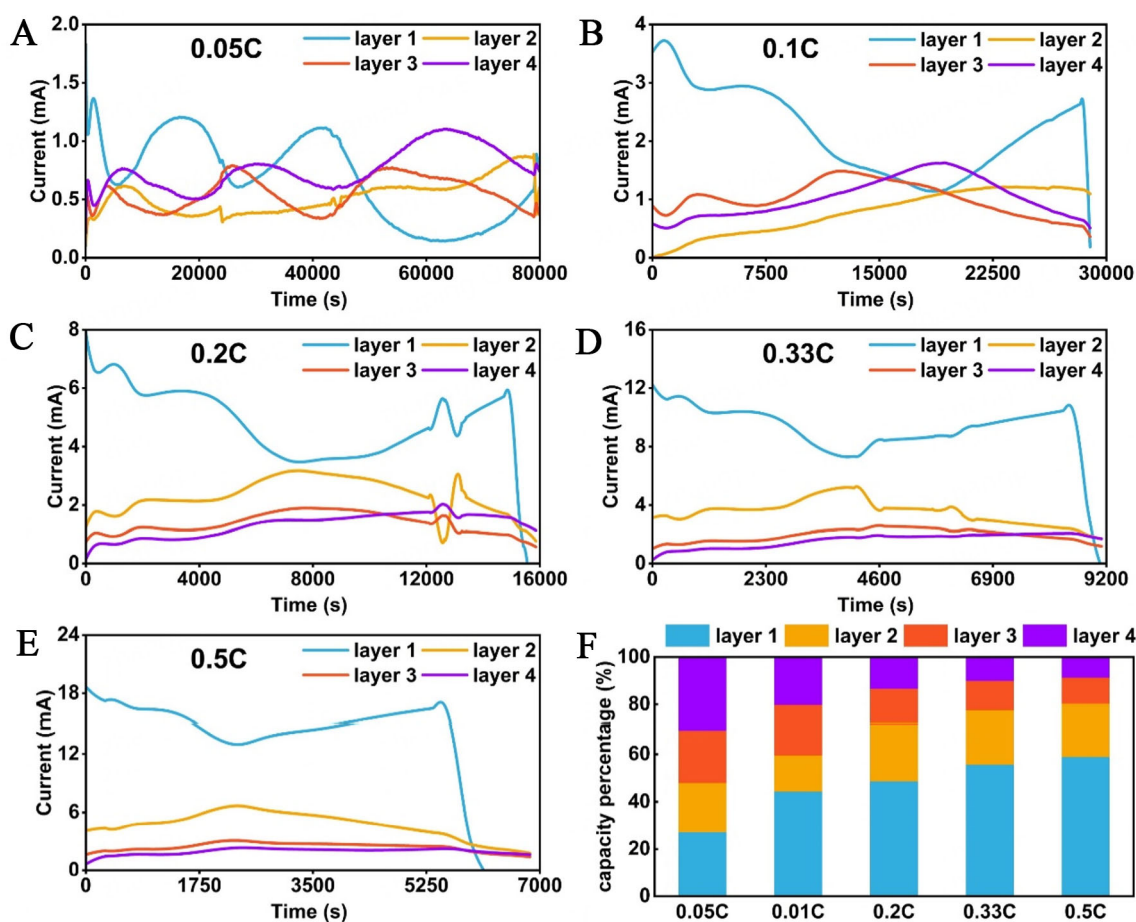 A
0.05C
layer 1
layer 2
layer 3
layer 4
Current (mA)
2.0
1.5
1.0
0.5
0.0
0
20000
40000
60000
80000
Time (s)
B
0.1C
layer 1
layer 2
layer 3
layer 4
Current (mA)
4
3
2
1
0
0
7500
15000
22500
30000
Time (s)
C
0.2C
layer 1
layer 2
layer 3
layer 4
Current (mA)
8
6
4
2
0
0
4000
8000
12000
16000
Time (s)
D
0.33C
layer 1
layer 2
layer 3
layer 4
Current (mA)
16
12
8
4
0
0
2300
4600
6900
9200
Time (s)
E
0.5C
layer 1
layer 2
layer 3
layer 4
Current (mA)
24
18
12
6
0
0
1750
3500
5250
7000
Time (s)
F
layer 1
layer 2
layer 3
layer 4
capacity percentage (%)
100
80
60
40
20
0
0.05C
0.01C
0.2C
0.33C
0.5C